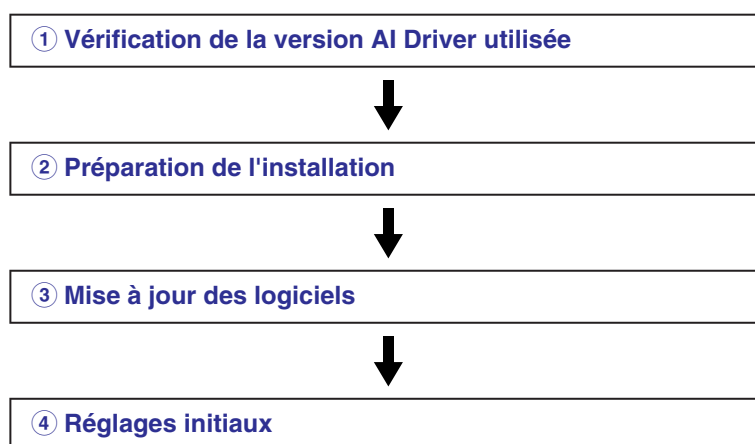 ① Vérification de la version AI Driver utilisée
② Préparation de l'installation
③ Mise à jour des logiciels
④ Réglages initiaux